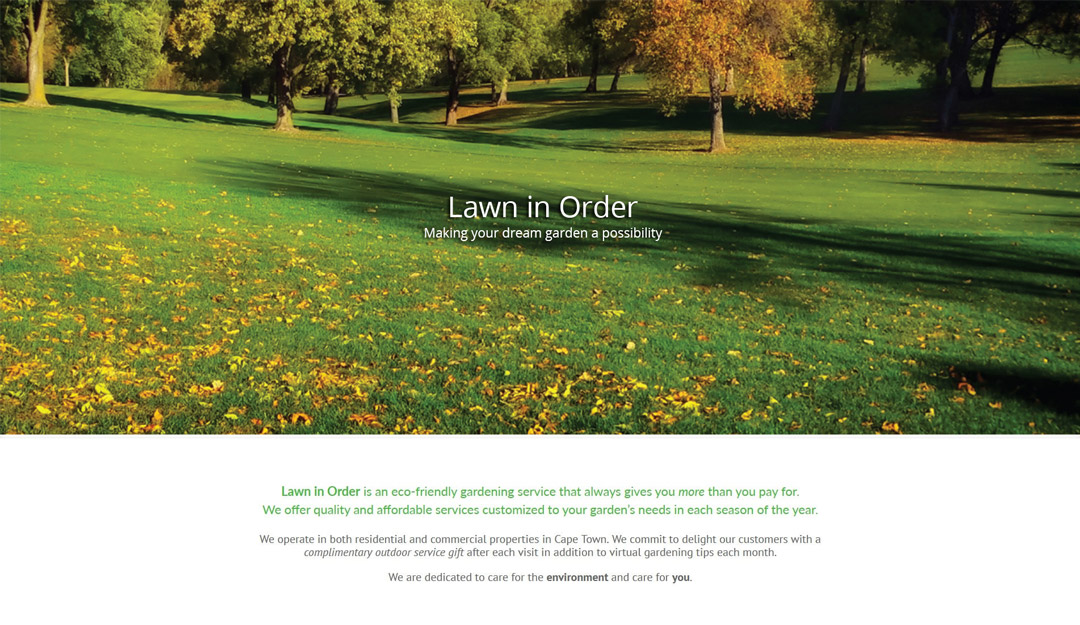 Lawn in Order
Making your dream garden a possibility
Lawn in Order is an eco-friendly gardening service that always gives you more than you pay for.
We offer quality and affordable services customized to your garden's needs in each season of the year.
We operate in both residential and commercial properties in Cape Town. We commit to delight our customers with a
complimentary outdoor service gift after each visit in addition to virtual gardening tips each month.
We are dedicated to care for the environment and care for you.